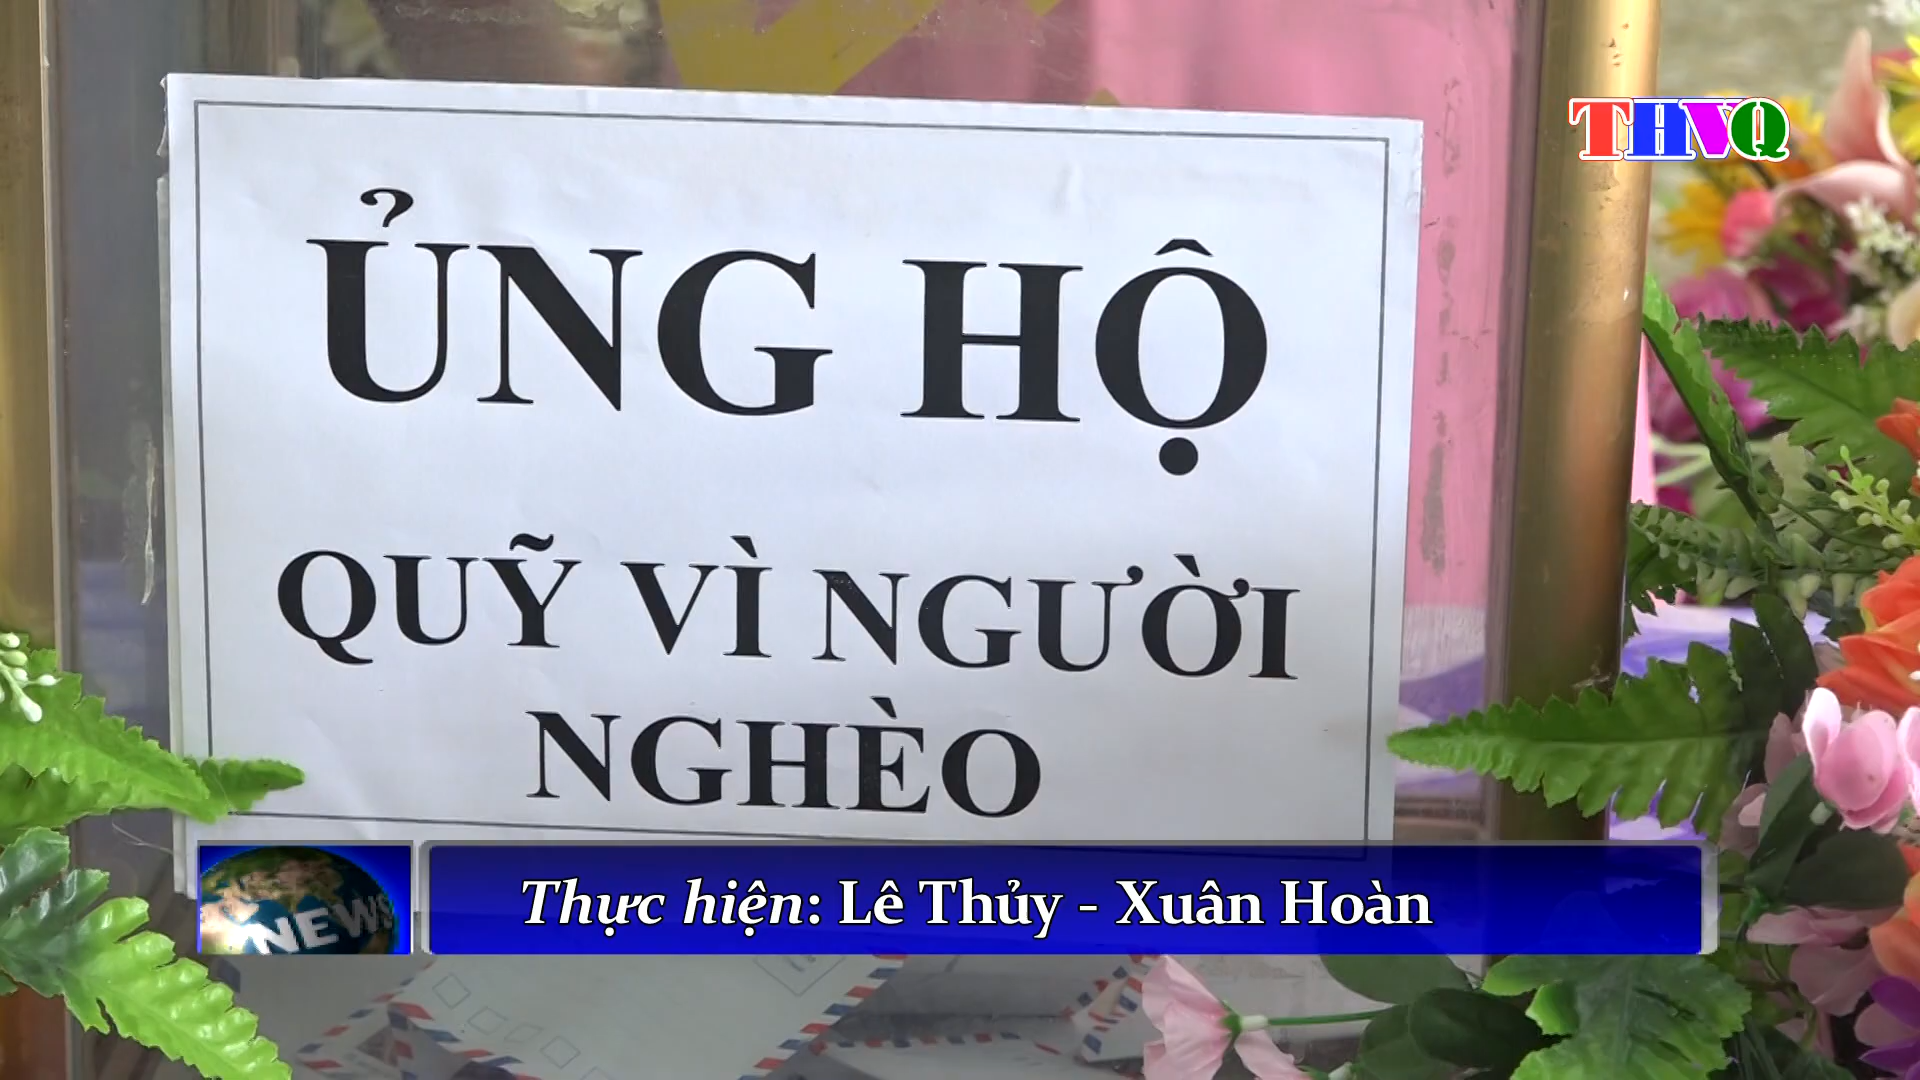 THVQ
ỦNG HỘ
QUỸ VÌ NGƯỜI
NGHÈO
NEWS
Thực hiện: Lê Thủy - Xuân Hoàn